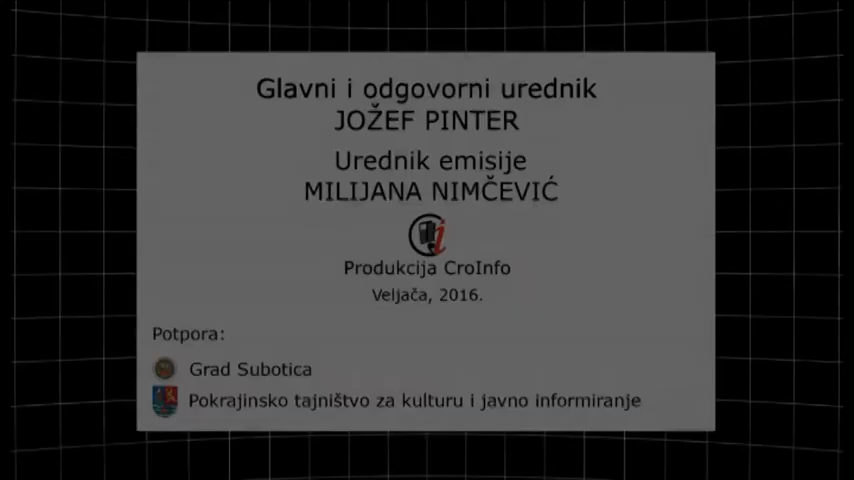 Glavni i odgovorni urednik
JOŽEF PINTER
Urednik emisije
MILIJANA NIMČEVIĆ
i
Produkcija CroInfo
Veljača, 2016.
Potpora:
Grad Subotica
Pokrajinsko tajništvo za kulturu i javno informiranje